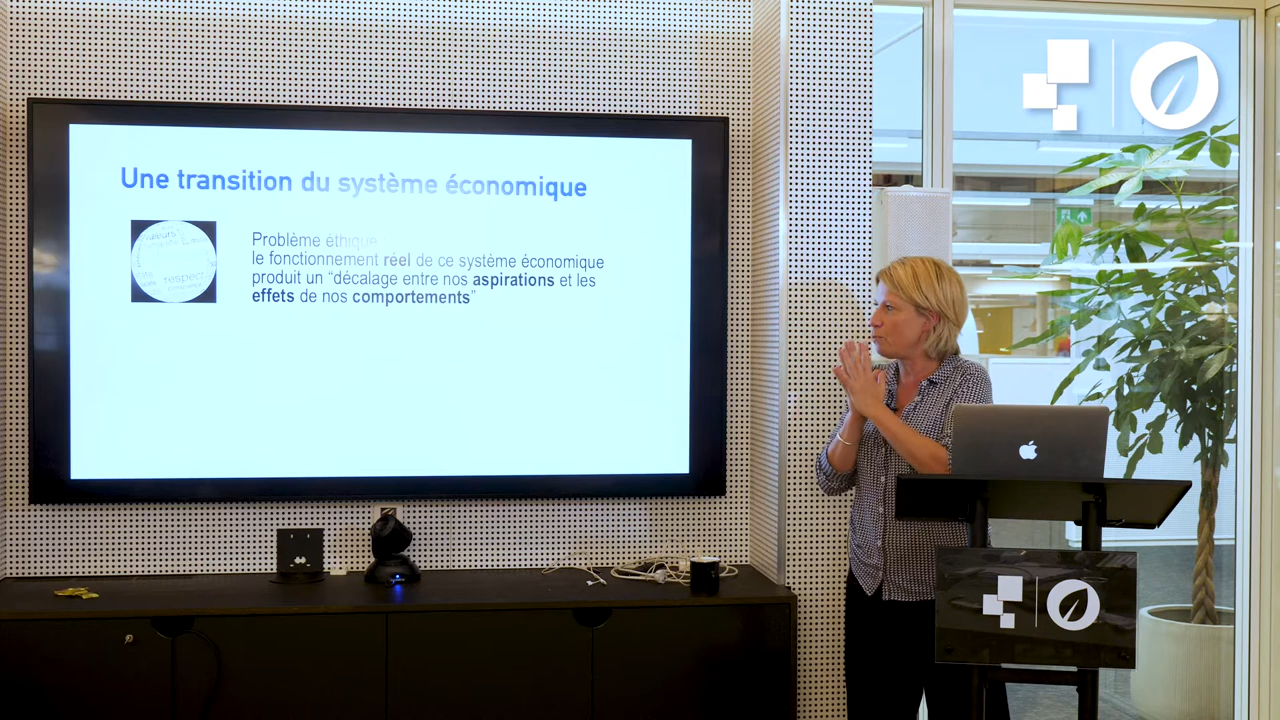 Une transition du système économique
valeurs
respect
Problème éthique
le fonctionnement réel de ce système économique
produit un “décalage entre nos aspirations et les
effets de nos comportements”